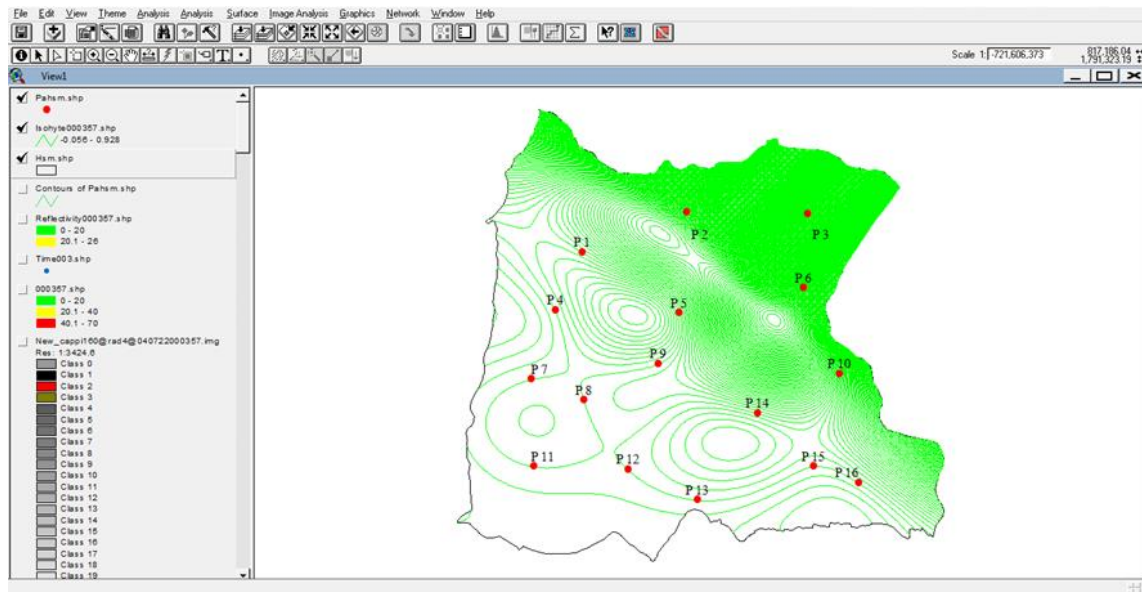 File Edit View Theme Analysis Analysis Surface Image Analysis Graphics Network Window Help
Scale 1: -721,606,373
817,186.04
1,791,323.19
View1
Pahsm.shp
Isohyte000357.shp
-0.056 - 0.928
Hsm.shp
Contours of Pahsm.shp
Reflectivity000357.shp
0 - 20
20.1 - 26
Time003.shp
000357.shp
0 - 20
20.1 - 40
40.1 - 70
New_cappi160@rad4@040722000357.img
Res: 1:3424.6
Class 0
Class 1
Class 2
Class 3
Class 4
Class 5
Class 6
Class 7
Class 8
Class 9
Class 10
Class 11
Class 12
Class 13
Class 14
Class 15
Class 16
Class 17
Class 18
Class 19
P 1
P 2
P 3
P 4
P 5
P 6
P 7
P 8
P 9
P 10
P 11
P 12
P 13
P 14
P 15
P 16